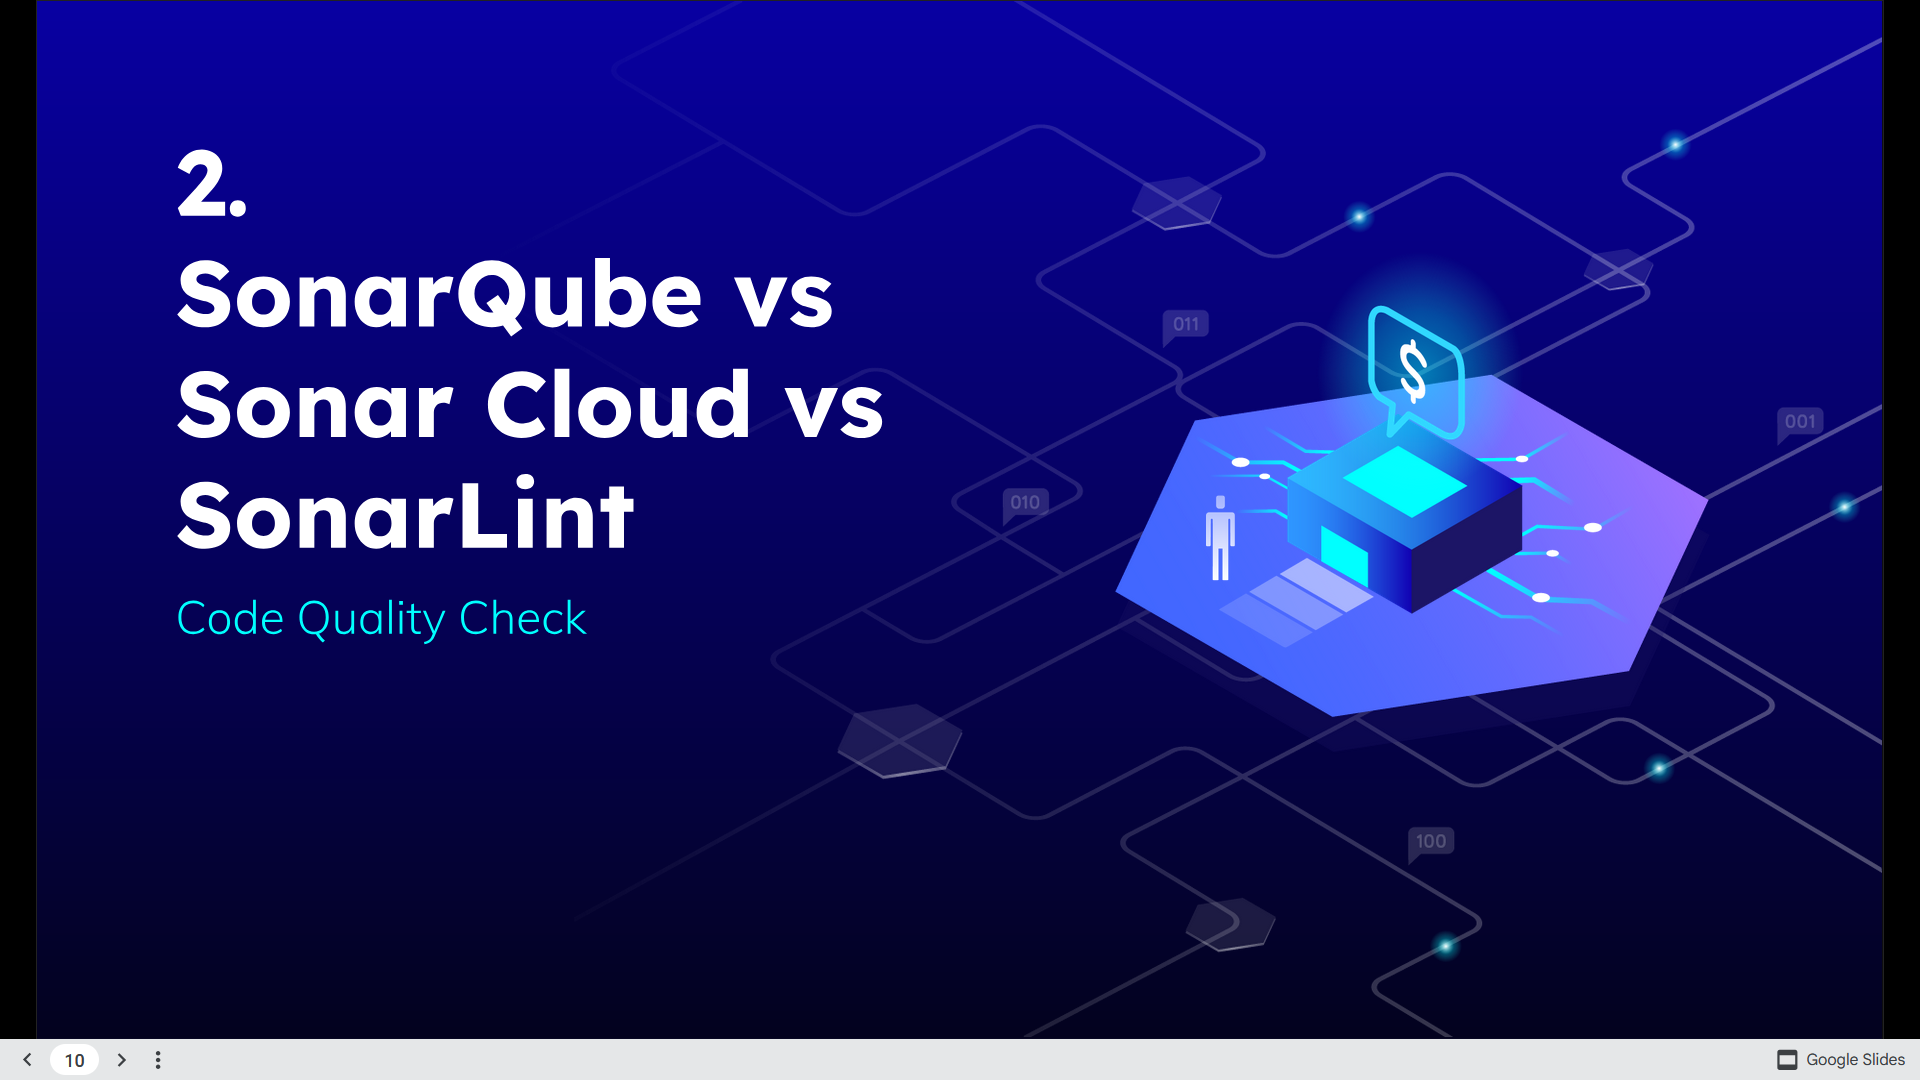 2.
SonarQube vs
Sonar Cloud vs
SonarLint
Code Quality Check
011
$
001
010
100
10
Google Slides